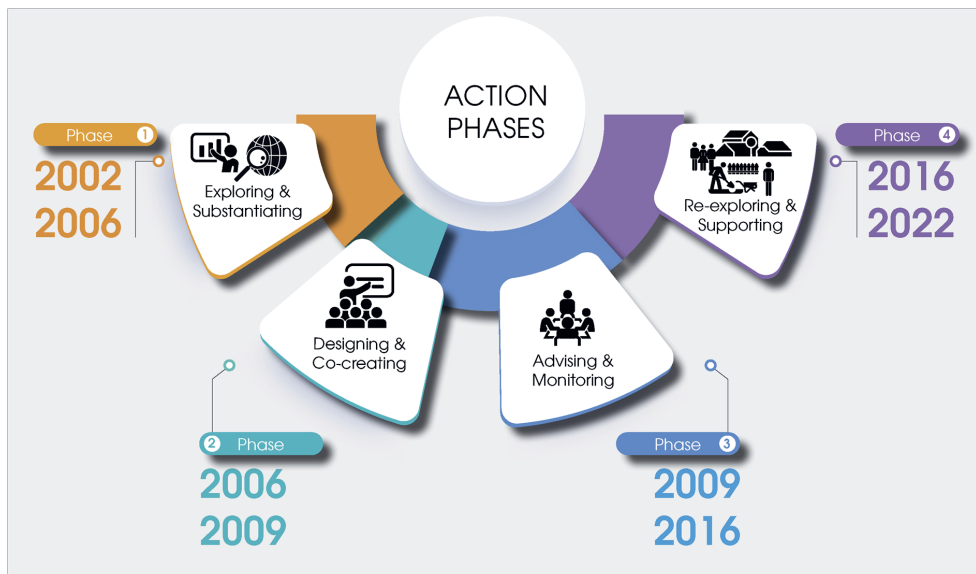 ACTION
PHASES
Phase 1
2002
2006
Exploring &
Substantiating
2 Phase
2006
2009
Designing &
Co-creating
Phase 3
2009
2016
Advising &
Monitoring
Phase 4
2016
2022
Re-exploring &
Supporting